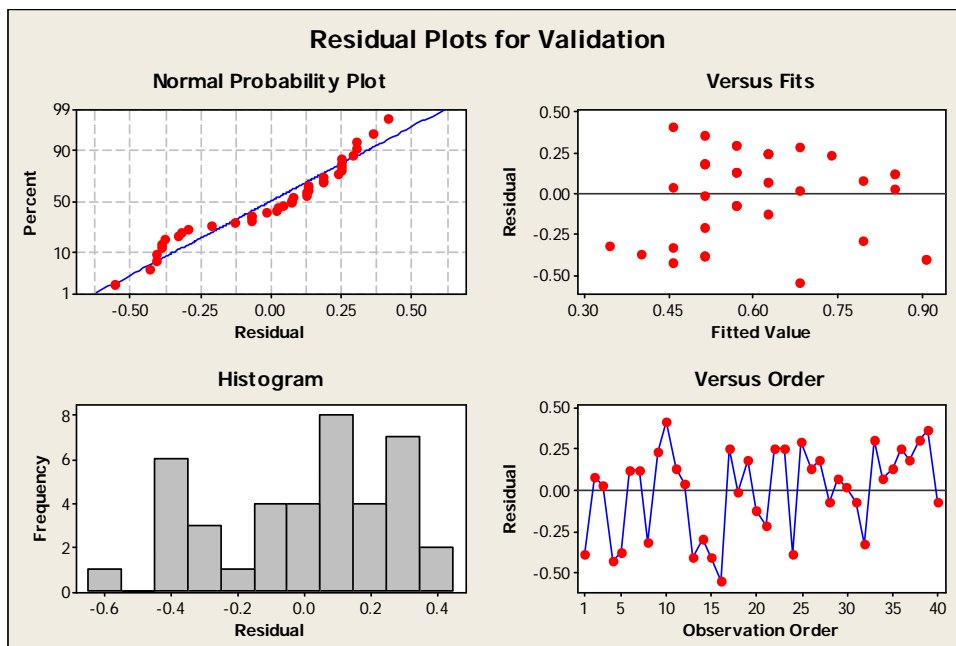 Residual Plots for Validation
Normal Probability Plot
99
90
50
10
1
Percent
-0.50 -0.25 0.00 0.25 0.50
Residual
Versus Fits
0.50
0.25
0.00
-0.25
-0.50
Residual
0.30 0.45 0.60 0.75 0.90
Fitted Value
Histogram
8
6
4
2
0
Frequency
-0.6 -0.4 -0.2 0.0 0.2 0.4
Residual
Versus Order
0.50
0.25
0.00
-0.25
-0.50
Residual
1 5 10 15 20 25 30 35 40
Observation Order